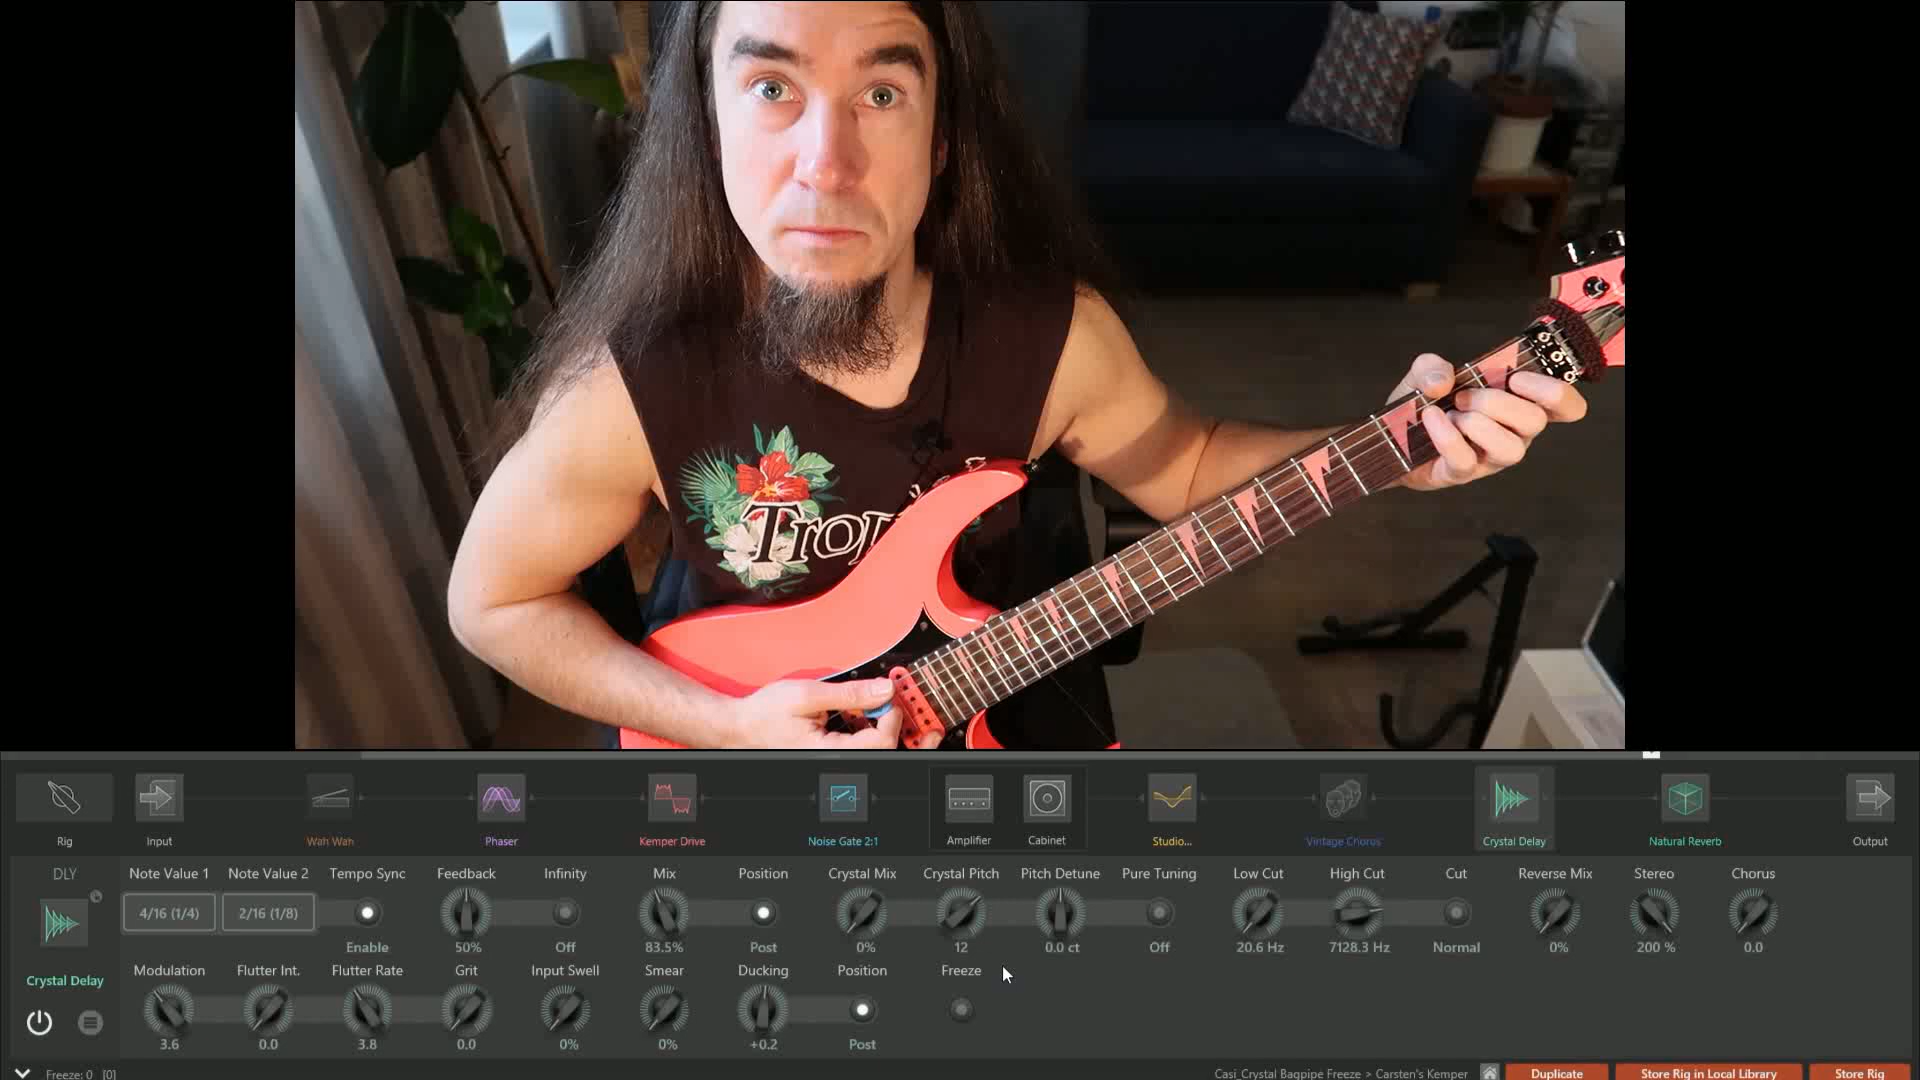 Trop
Rig
Input
Wah Wah
Phaser
Kemper Drive
Noise Gate 2:1
Amplifier
Cabinet
Studio...
Vintage Chorus
Crystal Delay
Natural Reverb
Output
DLY
Note Value 1
Note Value 2
Tempo Sync
Feedback
Infinity
Mix
Position
Crystal Mix
Crystal Pitch
Pitch Detune
Pure Tuning
Low Cut
High Cut
Cut
Reverse Mix
Stereo
Chorus
4/16 (1/4)
2/16 (1/8)
Enable
50%
Off
83.5%
Post
0%
12
0.0 ct
Off
20.6 Hz
7128.3 Hz
Normal
0%
200 %
0.0
Crystal Delay
Modulation
Flutter Int.
Flutter Rate
Grit
Input Swell
Smear
Ducking
Position
Freeze
3.6
0.0
3.8
0.0
0%
0%
+0.2
Post
Freeze: 0 [0]
Casi_Crystal Bagpipe Freeze > Carsten's Kemper
Duplicate
Store Rig in Local Library
Store Rig